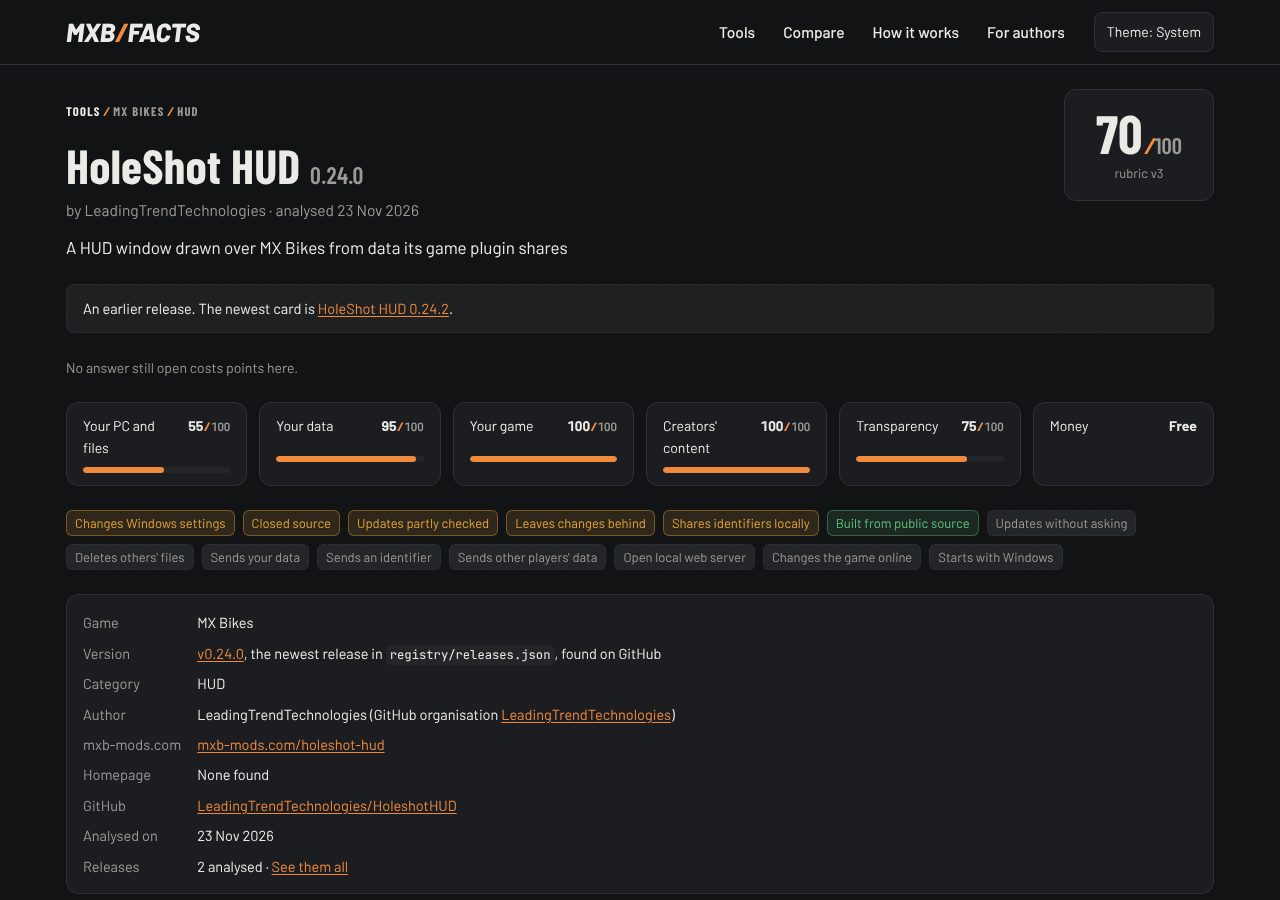 MXB/FACTS
Tools
Compare
How it works
For authors
Theme: System
TOOLS / MX BIKES / HUD
HoleShot HUD 0.24.0
by LeadingTrendTechnologies · analysed 23 Nov 2026
A HUD window drawn over MX Bikes from data its game plugin shares
70/100
rubric v3
An earlier release. The newest card is HoleShot HUD 0.24.2.
No answer still open costs points here.
Your PC and files 55/100
Your data 95/100
Your game 100/100
Creators' content 100/100
Transparency 75/100
Money Free
Changes Windows settings
Closed source
Updates partly checked
Leaves changes behind
Shares identifiers locally
Built from public source
Updates without asking
Deletes others' files
Sends your data
Sends an identifier
Sends other players' data
Open local web server
Changes the game online
Starts with Windows
Game MX Bikes
Version v0.24.0, the newest release in registry/releases.json, found on GitHub
Category HUD
Author LeadingTrendTechnologies (GitHub organisation LeadingTrendTechnologies)
mxb-mods.com mxb-mods.com/holeshot-hud
Homepage None found
GitHub LeadingTrendTechnologies/HoleshotHUD
Analysed on 23 Nov 2026
Releases 2 analysed · See them all